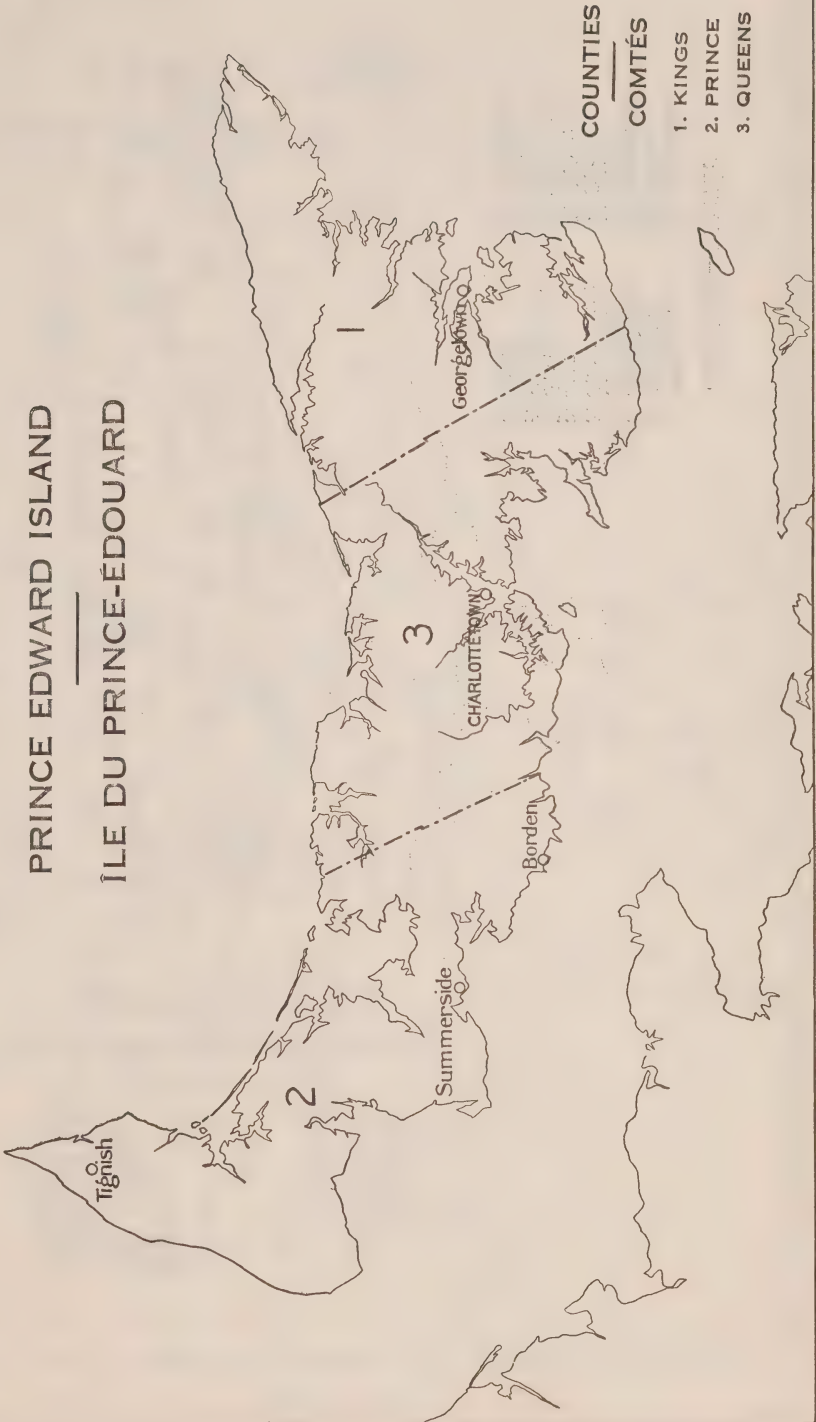 PRINCE EDWARD ISLAND
ÎLE DU PRINCE-ÉDOUARD
Tignish
2
Summerside
Borden
3
CHARLOTTETOWN
1
Georgetown
COUNTIES
COMTÉS
1. KINGS
2. PRINCE
3. QUEENS